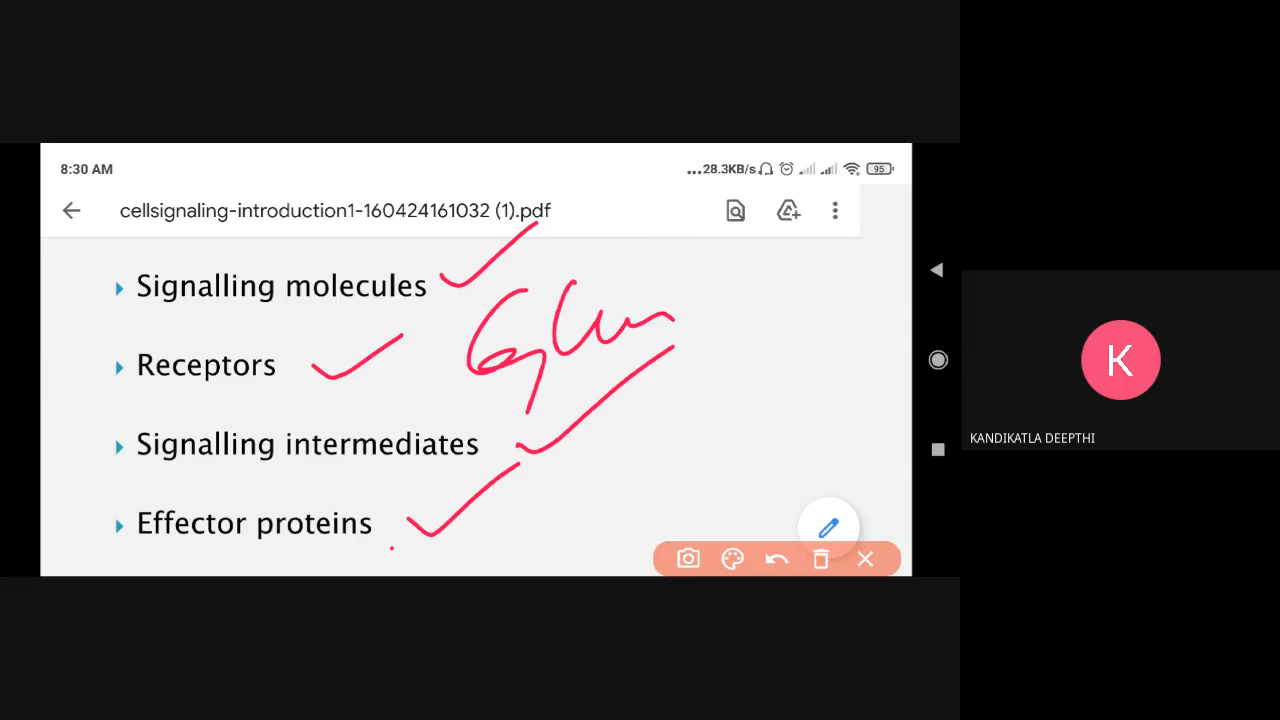 8:30 AM
...28.3KB/s
95
cellsignaling-introduction1-160424161032 (1).pdf
Signalling molecules
Receptors
Signalling intermediates
Effector proteins
K
KANDIKATLA DEEPTHI